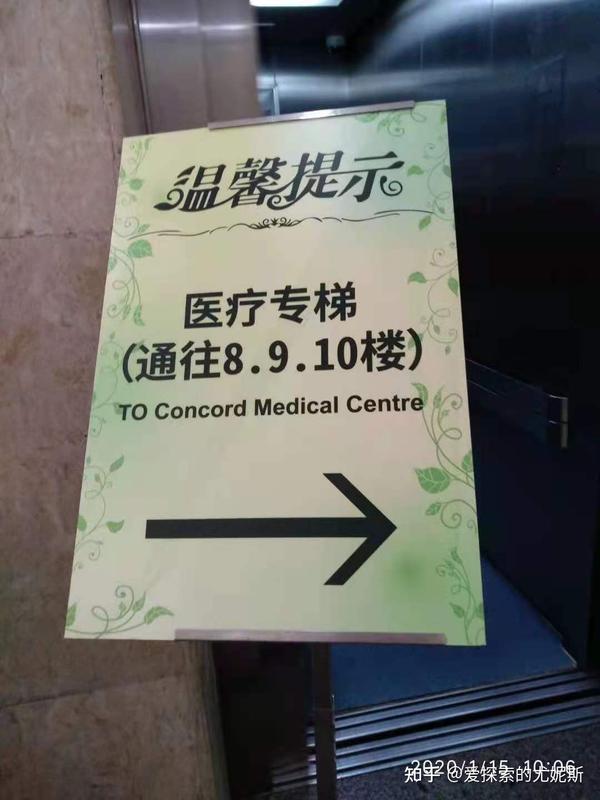 温馨提示
医疗专梯
（通往8.9.10楼）
TO Concord Medical Centre
2020/1/15 10:06
知乎 @爱探索的尤妮斯